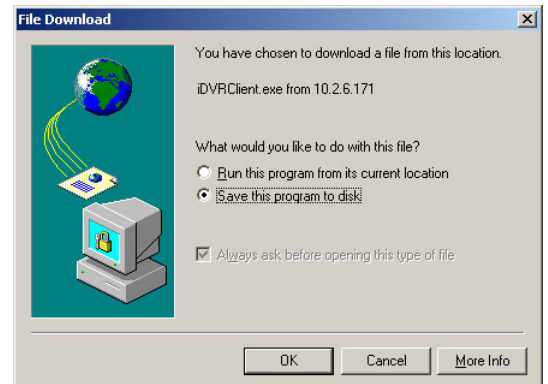 File Download
You have chosen to download a file from this location.
iDVRClient.exe from 10.2.6.171
What would you like to do with this file?
Run this program from its current location
Save this program to disk
Always ask before opening this type of file
OK
Cancel
More Info